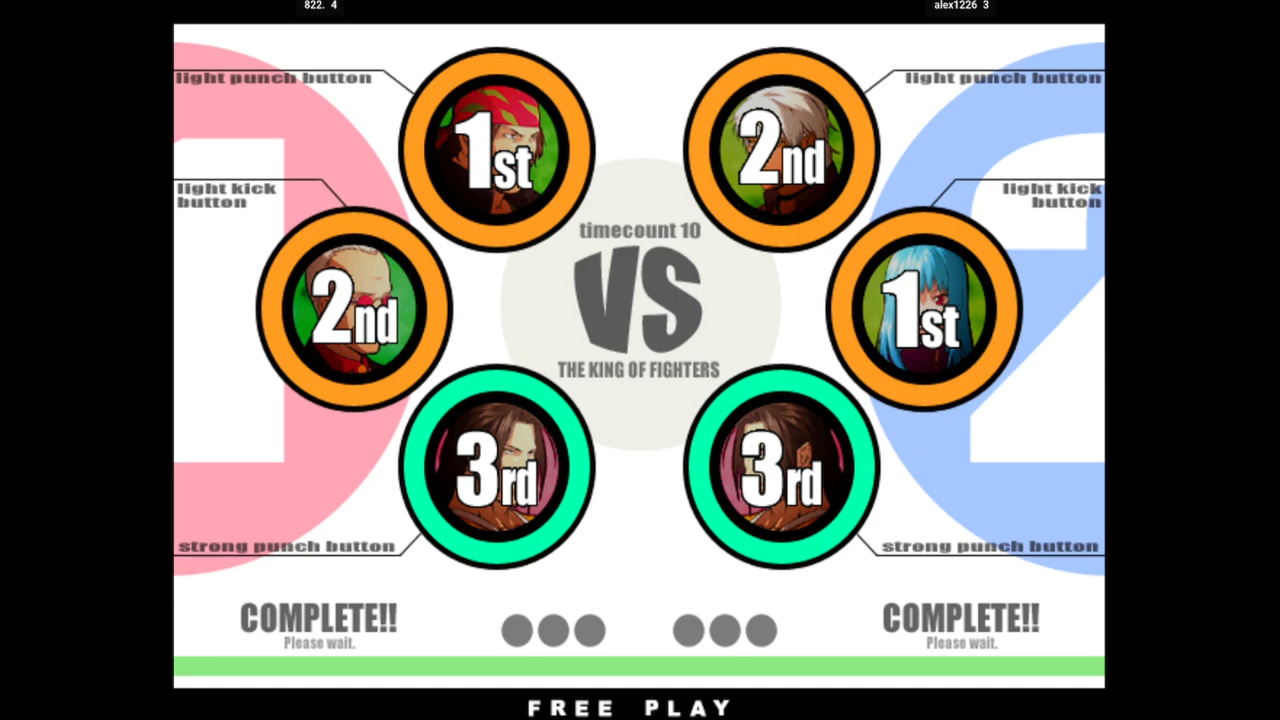 822. 4
alex1226 3
light punch button
light punch button
1st
2nd
light kick
button
light kick
button
timecount 10
2nd
VS
1st
THE KING OF FIGHTERS
3rd
3rd
strong punch button
strong punch button
COMPLETE!!
Please wait.
COMPLETE!!
Please wait.
FREE PLAY
1
2